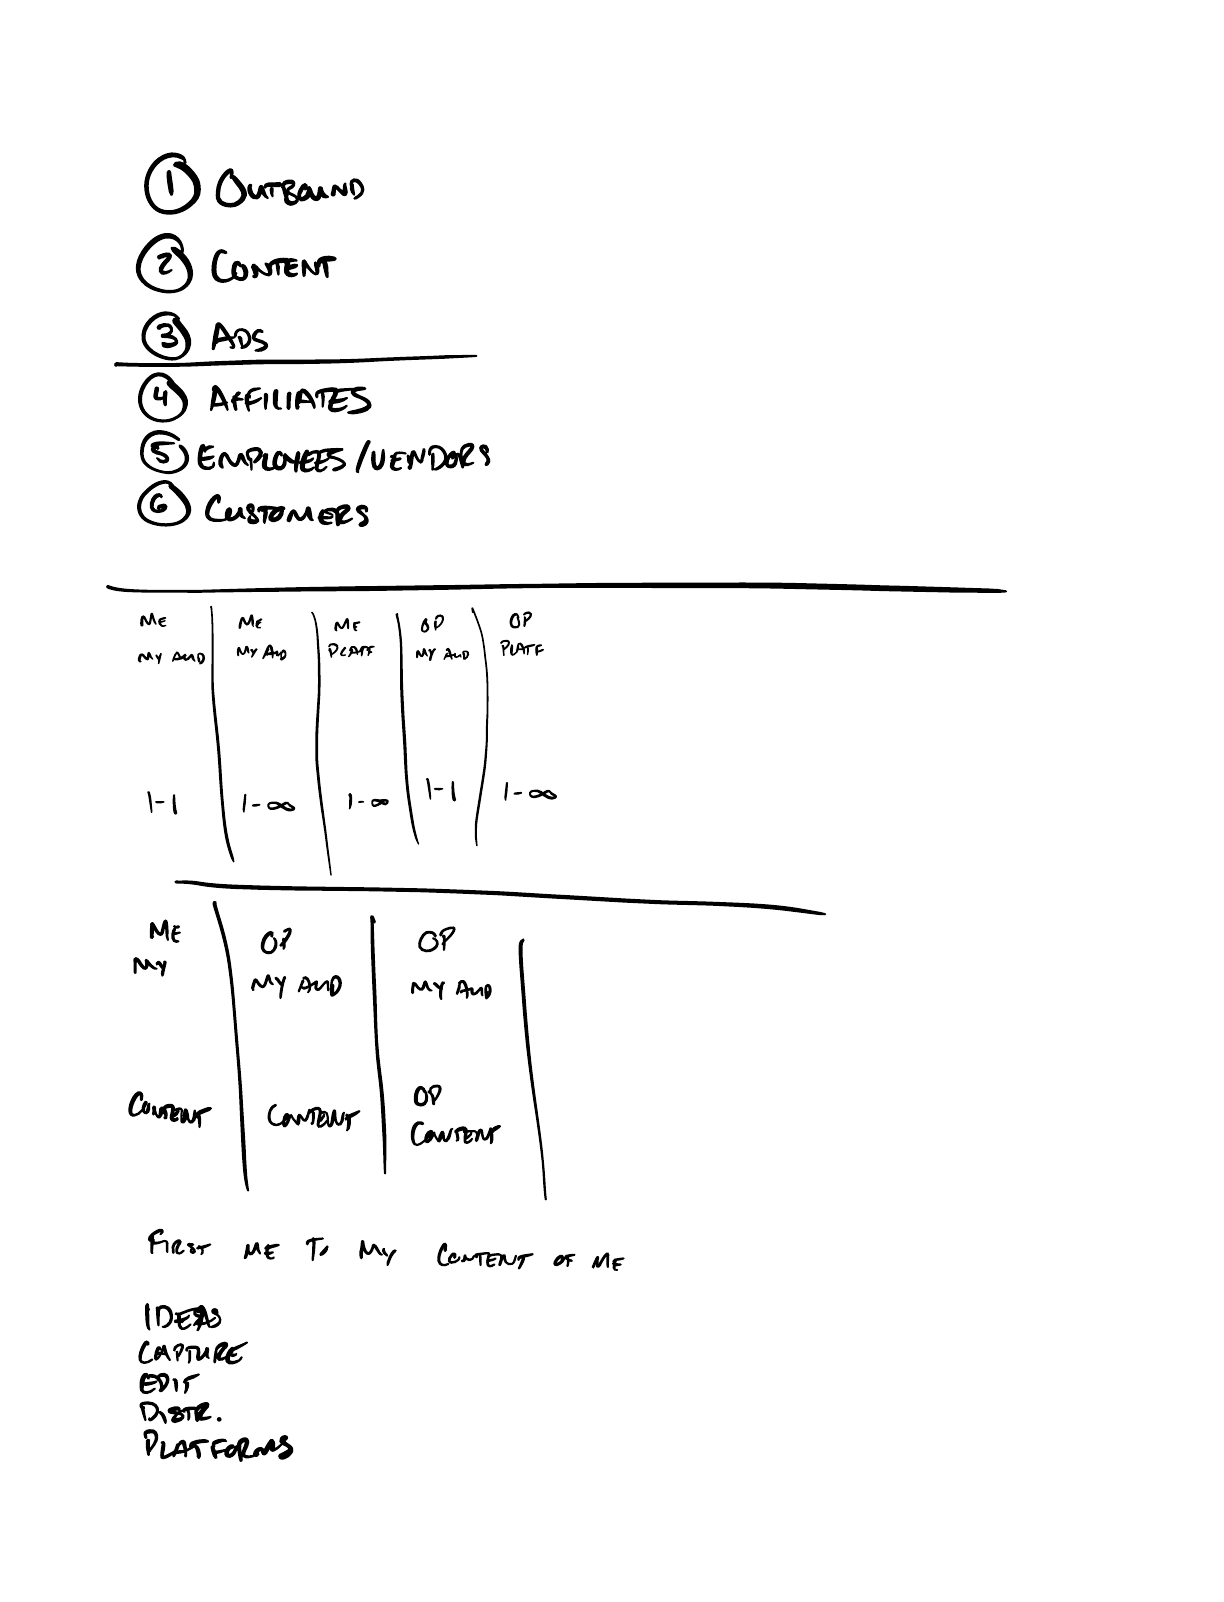 1 OUTBOUND
2 CONTENT
3 ADS
4 AFFILIATES
5 EMPLOYEES/VENDORS
6 CUSTOMERS
ME ME ME OP OP
MY AUD MY AUD PLATF MY AUD PLATF
1-1 1-∞ 1-∞ 1-1 1-∞
ME OP OP
MY MY AUD MY AUD
CONTENT CONTENT OP
CONTENT
FIRST ME TO MY CONTENT OF ME
IDEAS
CAPTURE
EDIT
DISTR.
PLATFORMS